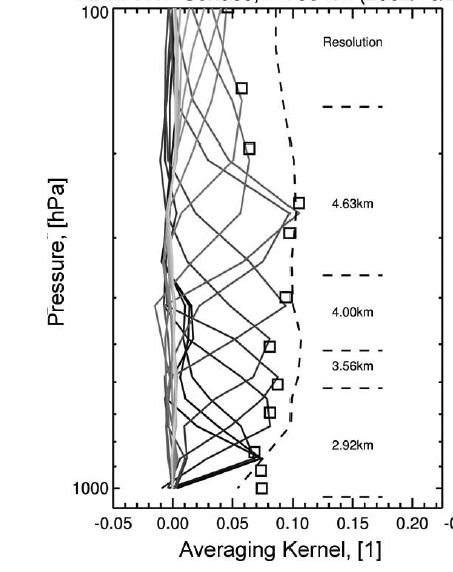 100
Resolution
4.63km
4.00km
3.56km
2.92km
1000
Pressure, [hPa]
-0.05 0.00 0.05 0.10 0.15 0.20 -0
Averaging Kernel, [1]